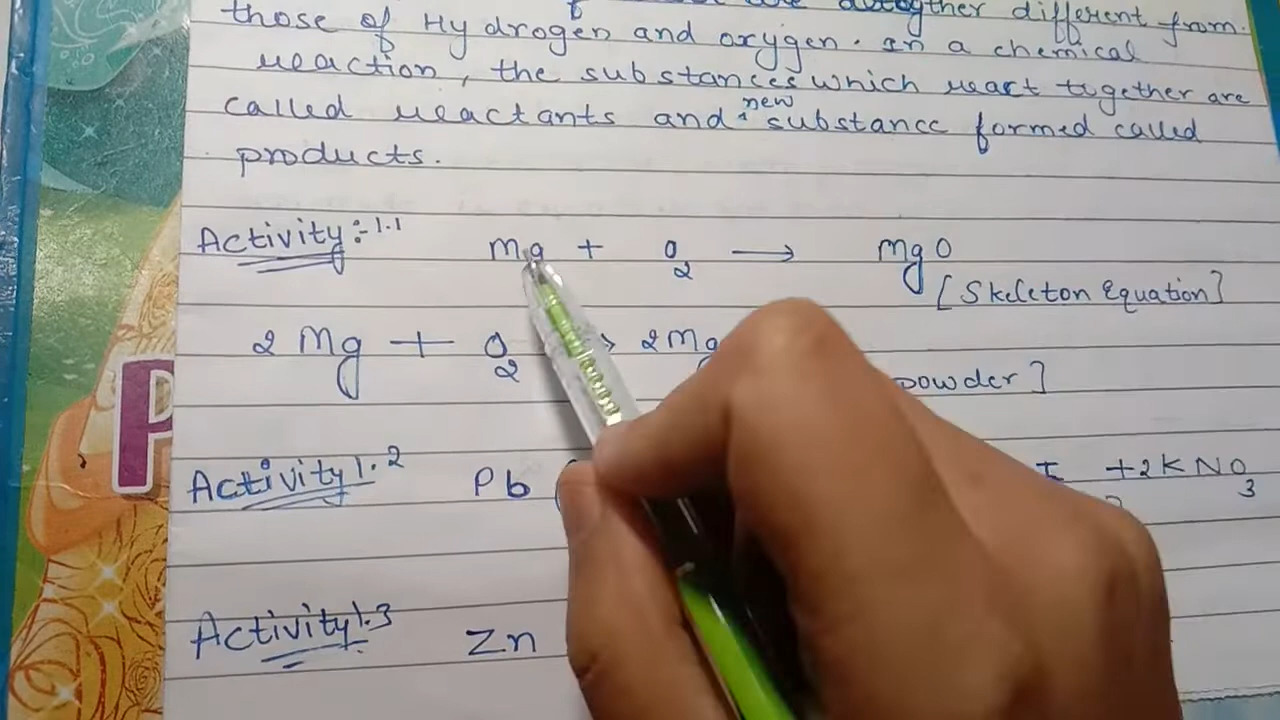 different from
those of Hydrogen and oxygen. In a chemical
reaction, the substances which react together are
new
called reactants and substance formed called
products.
Activity:-1.1 Mg + O2 → MgO
[Skeleton Equation]
2Mg + O2 → 2Mg
powder]
Activity 1.2 Pb I +2KNO3
Activity 1.3 Zn
P